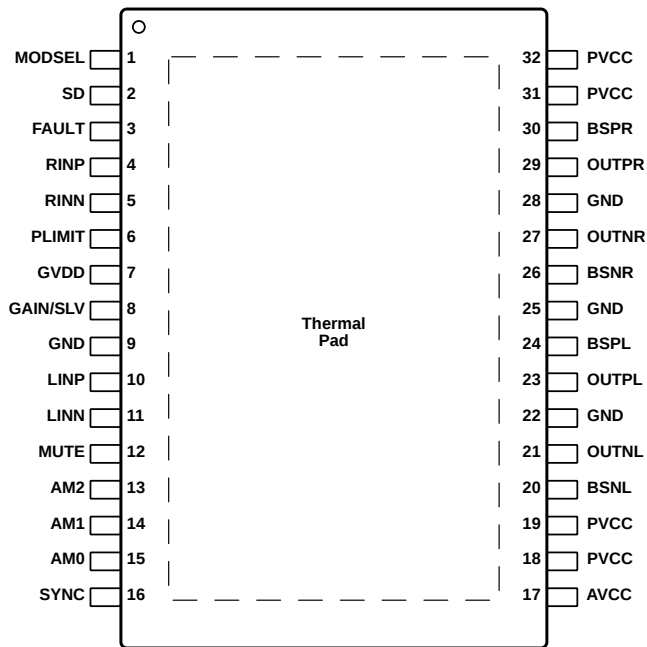 MODSEL 1 32 PVCC
SD 2 31 PVCC
FAULT 3 30 BSPR
RINP 4 29 OUTPR
RINN 5 28 GND
PLIMIT 6 27 OUTNR
GVDD 7 26 BSNR
GAIN/SLV 8 25 GND
Thermal
Pad
GND 9 24 BSPL
LINP 10 23 OUTPL
LINN 11 22 GND
MUTE 12 21 OUTNL
AM2 13 20 BSNL
AM1 14 19 PVCC
AM0 15 18 PVCC
SYNC 16 17 AVCC